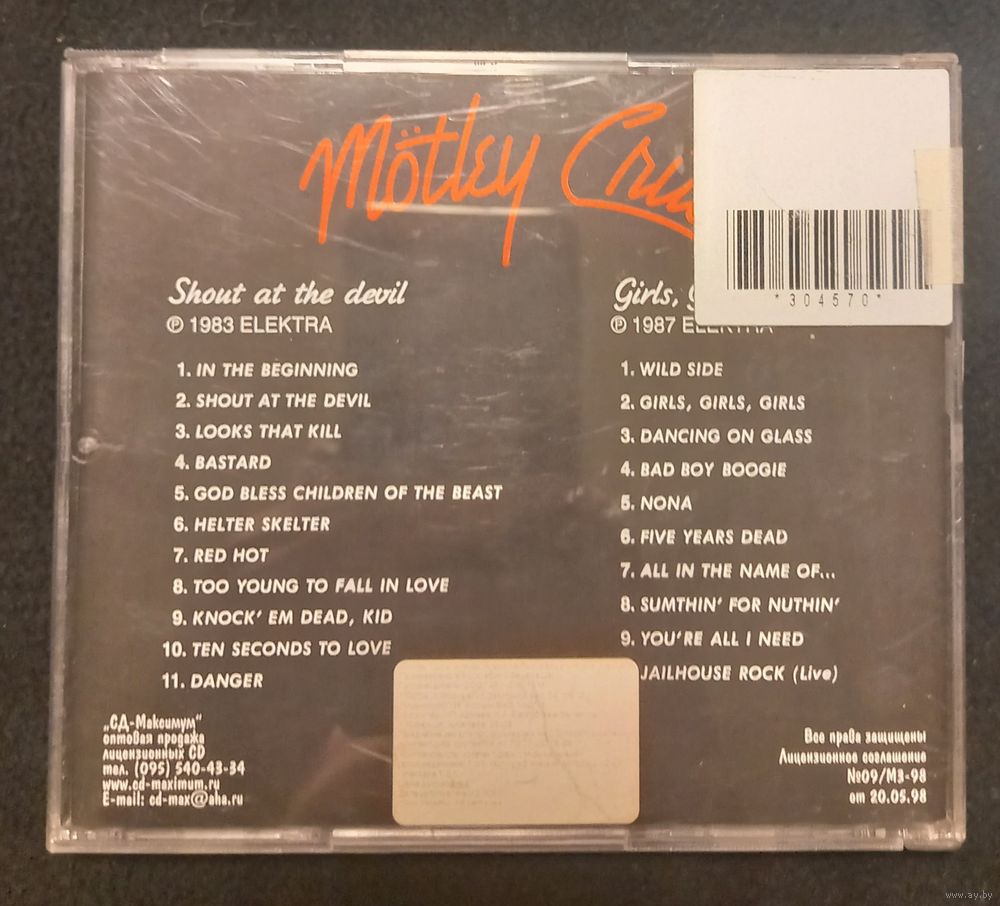 Mötley Crü
*304570*
Shout at the devil
℗ 1983 ELEKTRA
1. IN THE BEGINNING
2. SHOUT AT THE DEVIL
3. LOOKS THAT KILL
4. BASTARD
5. GOD BLESS CHILDREN OF THE BEAST
6. HELTER SKELTER
7. RED HOT
8. TOO YOUNG TO FALL IN LOVE
9. KNOCK' EM DEAD, KID
10. TEN SECONDS TO LOVE
11. DANGER
Girls,
℗ 1987 ELEKTRA
1. WILD SIDE
2. GIRLS, GIRLS, GIRLS
3. DANCING ON GLASS
4. BAD BOY BOOGIE
5. NONA
6. FIVE YEARS DEAD
7. ALL IN THE NAME OF...
8. SUMTHIN' FOR NUTHIN'
9. YOU'RE ALL I NEED
JAILHOUSE ROCK (Live)
„СД-Максимум"
оптовая продажа
лицензионных CD
тел. (095) 540-43-34
www.cd-maximum.ru
E-mail: cd-max@aha.ru
Все права защищены
Лицензионное соглашение
№09/МЗ-98
от 20.05.98
www.ay.by